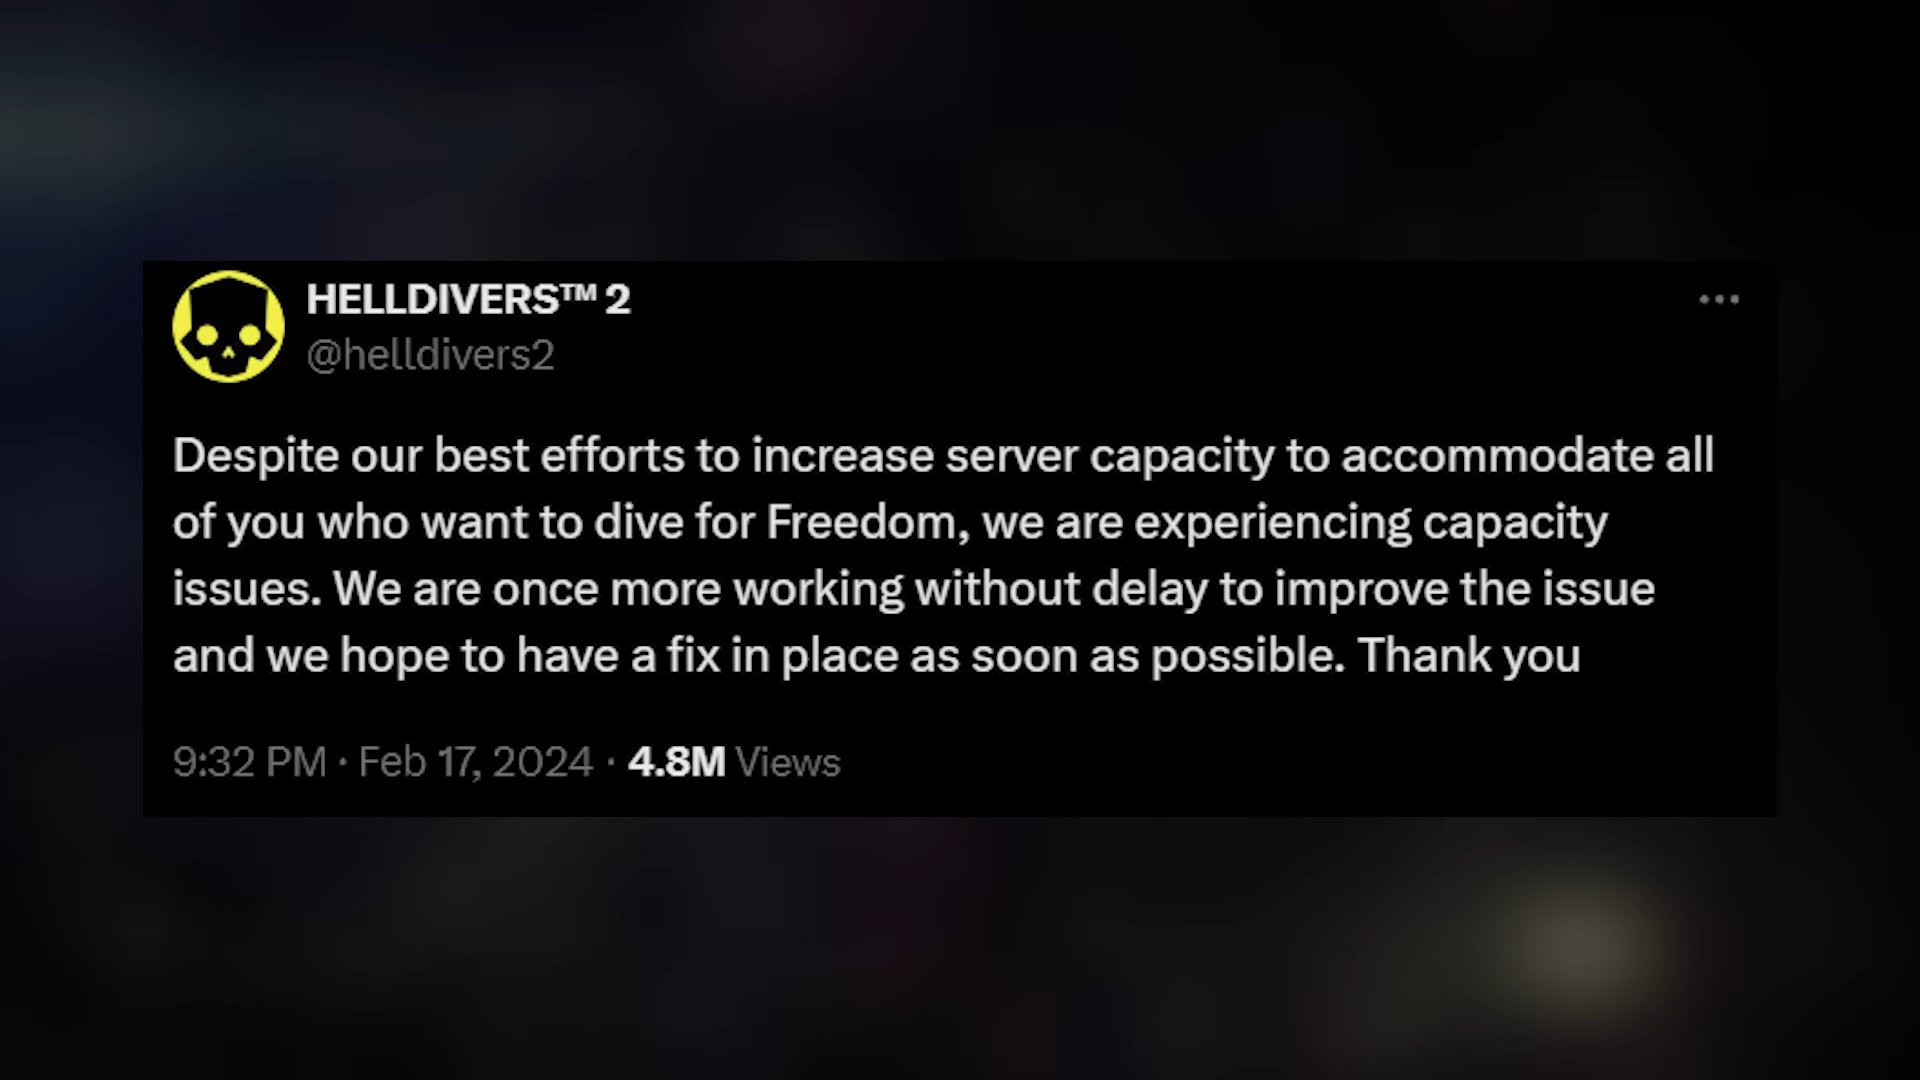 HELLDIVERS™ 2
@helldivers2
Despite our best efforts to increase server capacity to accommodate all
of you who want to dive for Freedom, we are experiencing capacity
issues. We are once more working without delay to improve the issue
and we hope to have a fix in place as soon as possible. Thank you
9:32 PM · Feb 17, 2024 · 4.8M Views